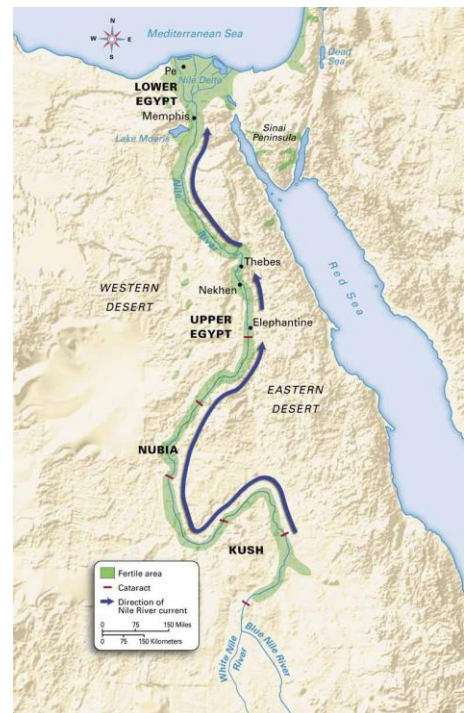 N
W E
S
Mediterranean Sea
Dead
Sea
Pe
Nile Delta
LOWER
EGYPT
Memphis
Lake Moeris
Sinai
Peninsula
Nile
River
Red Sea
Thebes
WESTERN
DESERT
Nekhen
UPPER
EGYPT
Elephantine
EASTERN
DESERT
NUBIA
KUSH
Fertile area
Cataract
Direction of
Nile River current
0 75 150 Miles
0 75 150 Kilometers
White Nile
River
Blue Nile River